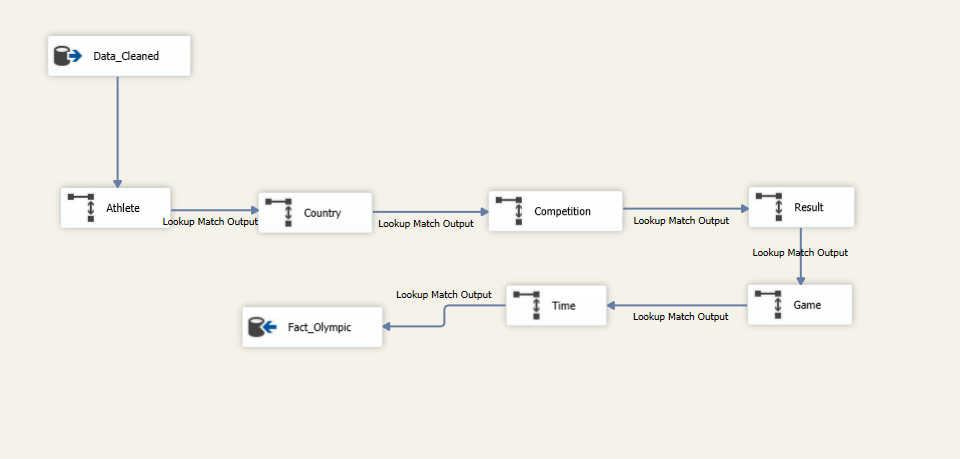 Data_Cleaned
Athlete
Lookup Match Output
Country
Lookup Match Output
Competition
Lookup Match Output
Result
Lookup Match Output
Game
Lookup Match Output
Time
Lookup Match Output
Fact_Olympic